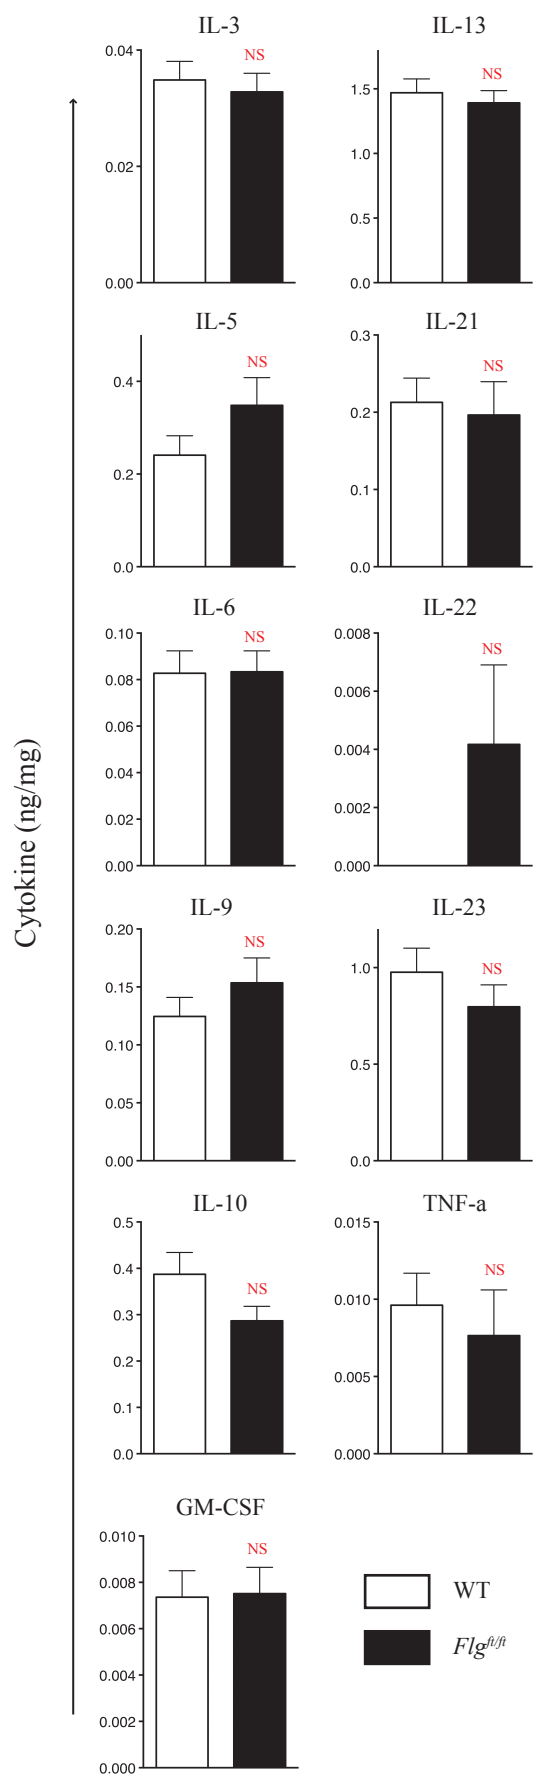 IL-3
NS
0.04
0.02
0.00
IL-13
NS
1.5
1.0
0.5
0.0
IL-5
NS
0.4
0.2
0.0
IL-21
0.3
NS
0.2
0.1
0.0
IL-6
0.10
NS
0.08
0.06
0.04
0.02
0.00
IL-22
0.008
NS
0.006
0.004
0.002
0.000
Cytokine (ng/mg)
IL-9
0.20
NS
0.15
0.10
0.05
0.00
IL-23
1.0
NS
0.5
0.0
IL-10
0.5
0.4
NS
0.3
0.2
0.1
0.0
TNF-a
0.015
NS
0.010
0.005
0.000
GM-CSF
0.010
NS
0.008
0.006
0.004
0.002
0.000
WT
Flg^ft/ft